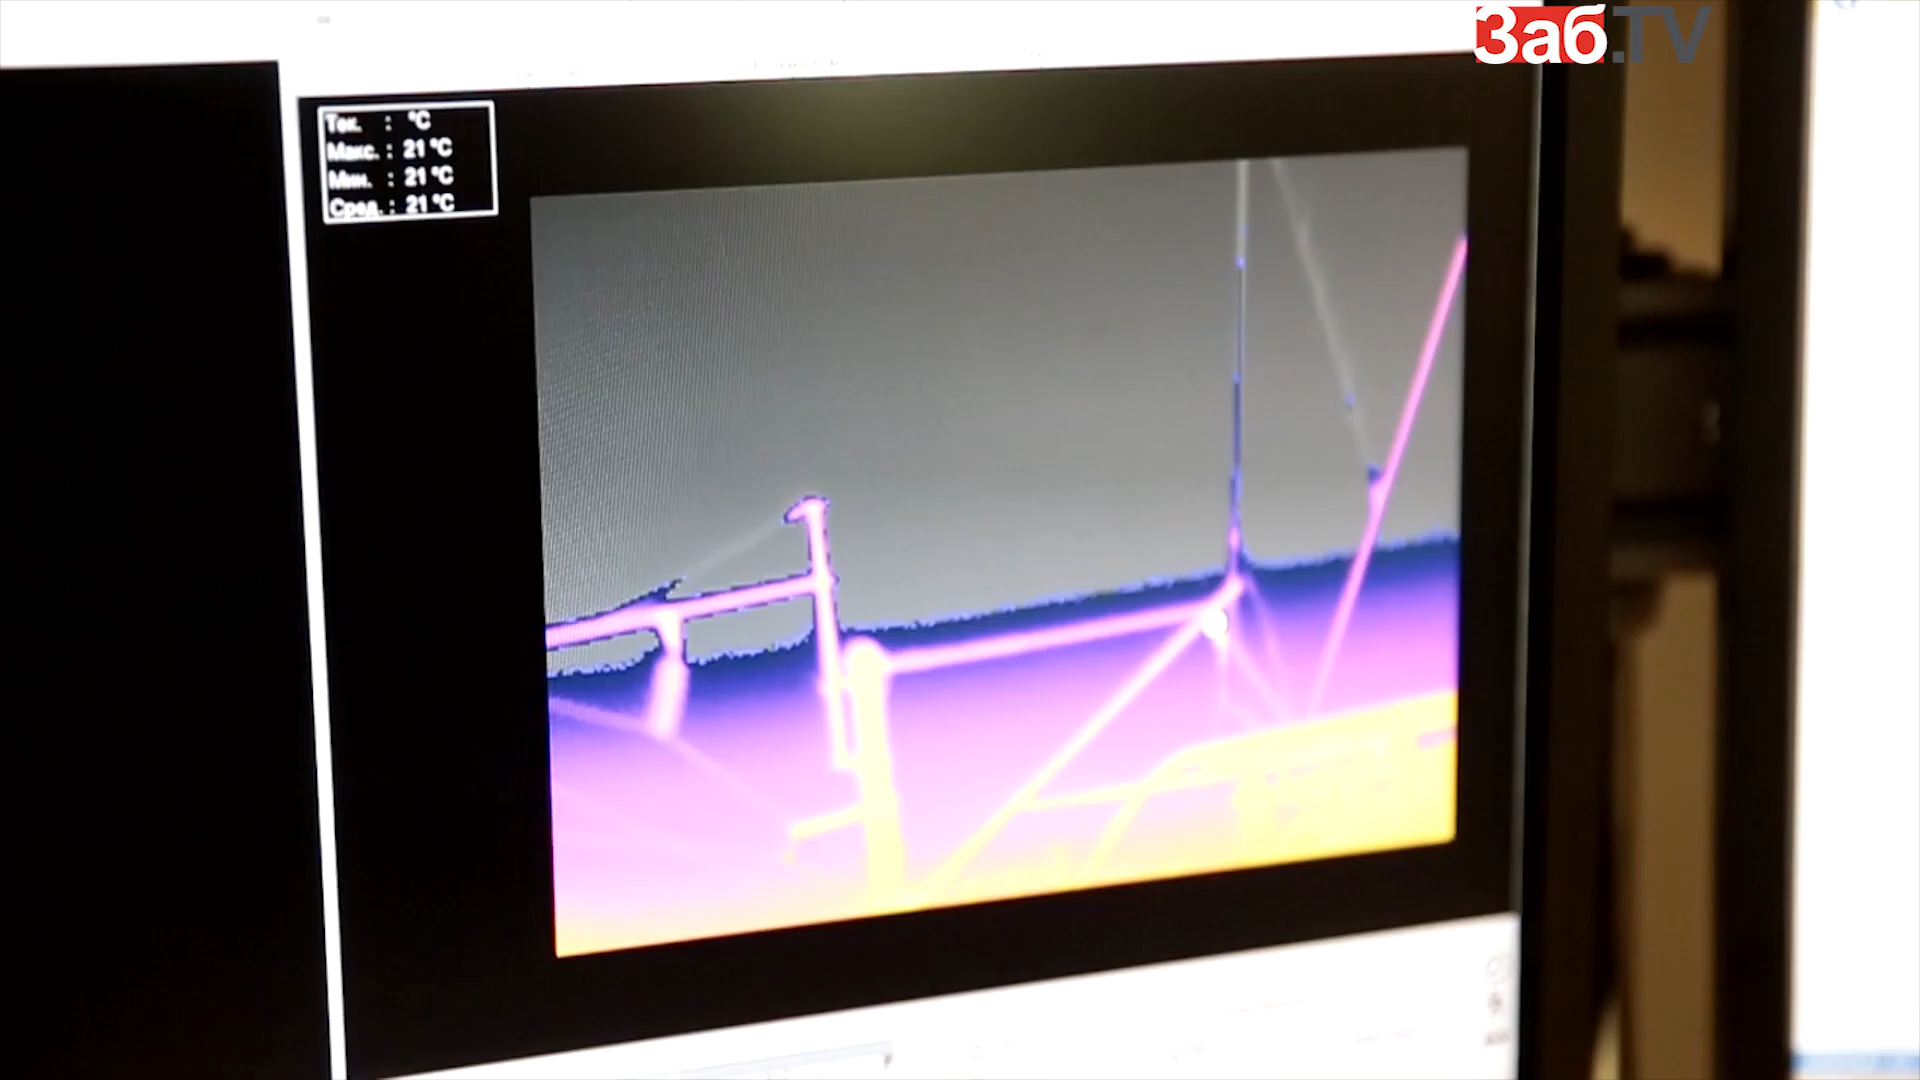 Заб.TV
Тек. : °C
Макс. : 21 °C
Мин. : 21 °C
Сред. : 21 °C